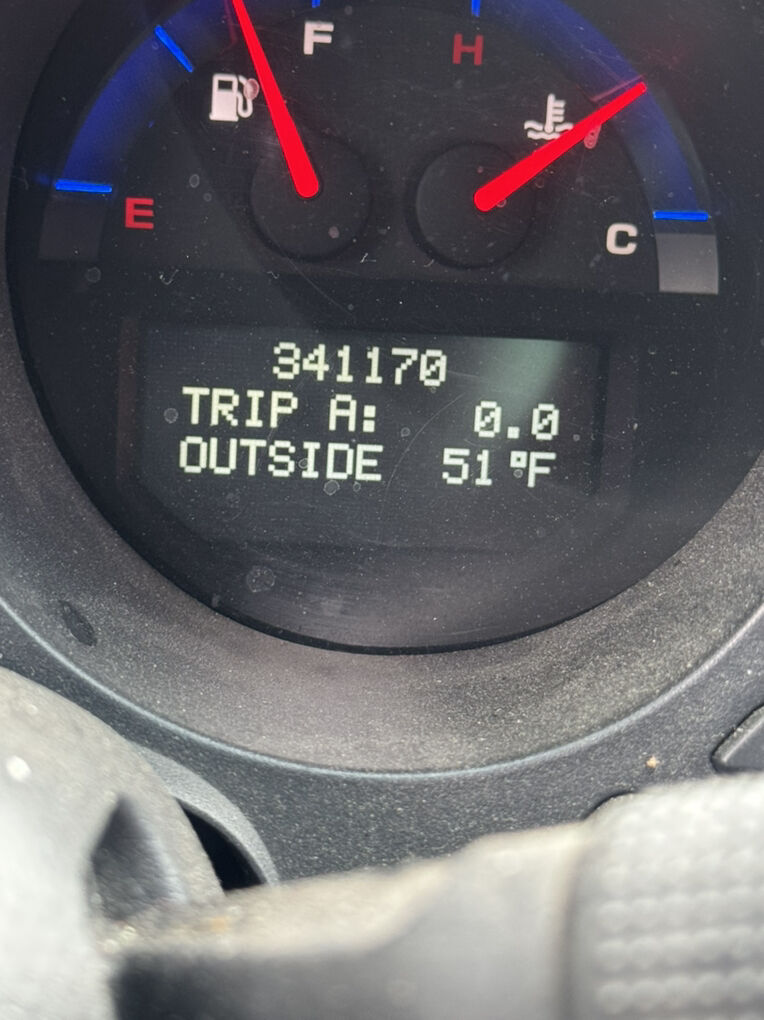 F H
E C
341170
TRIP A: 0.0
OUTSIDE 51°F